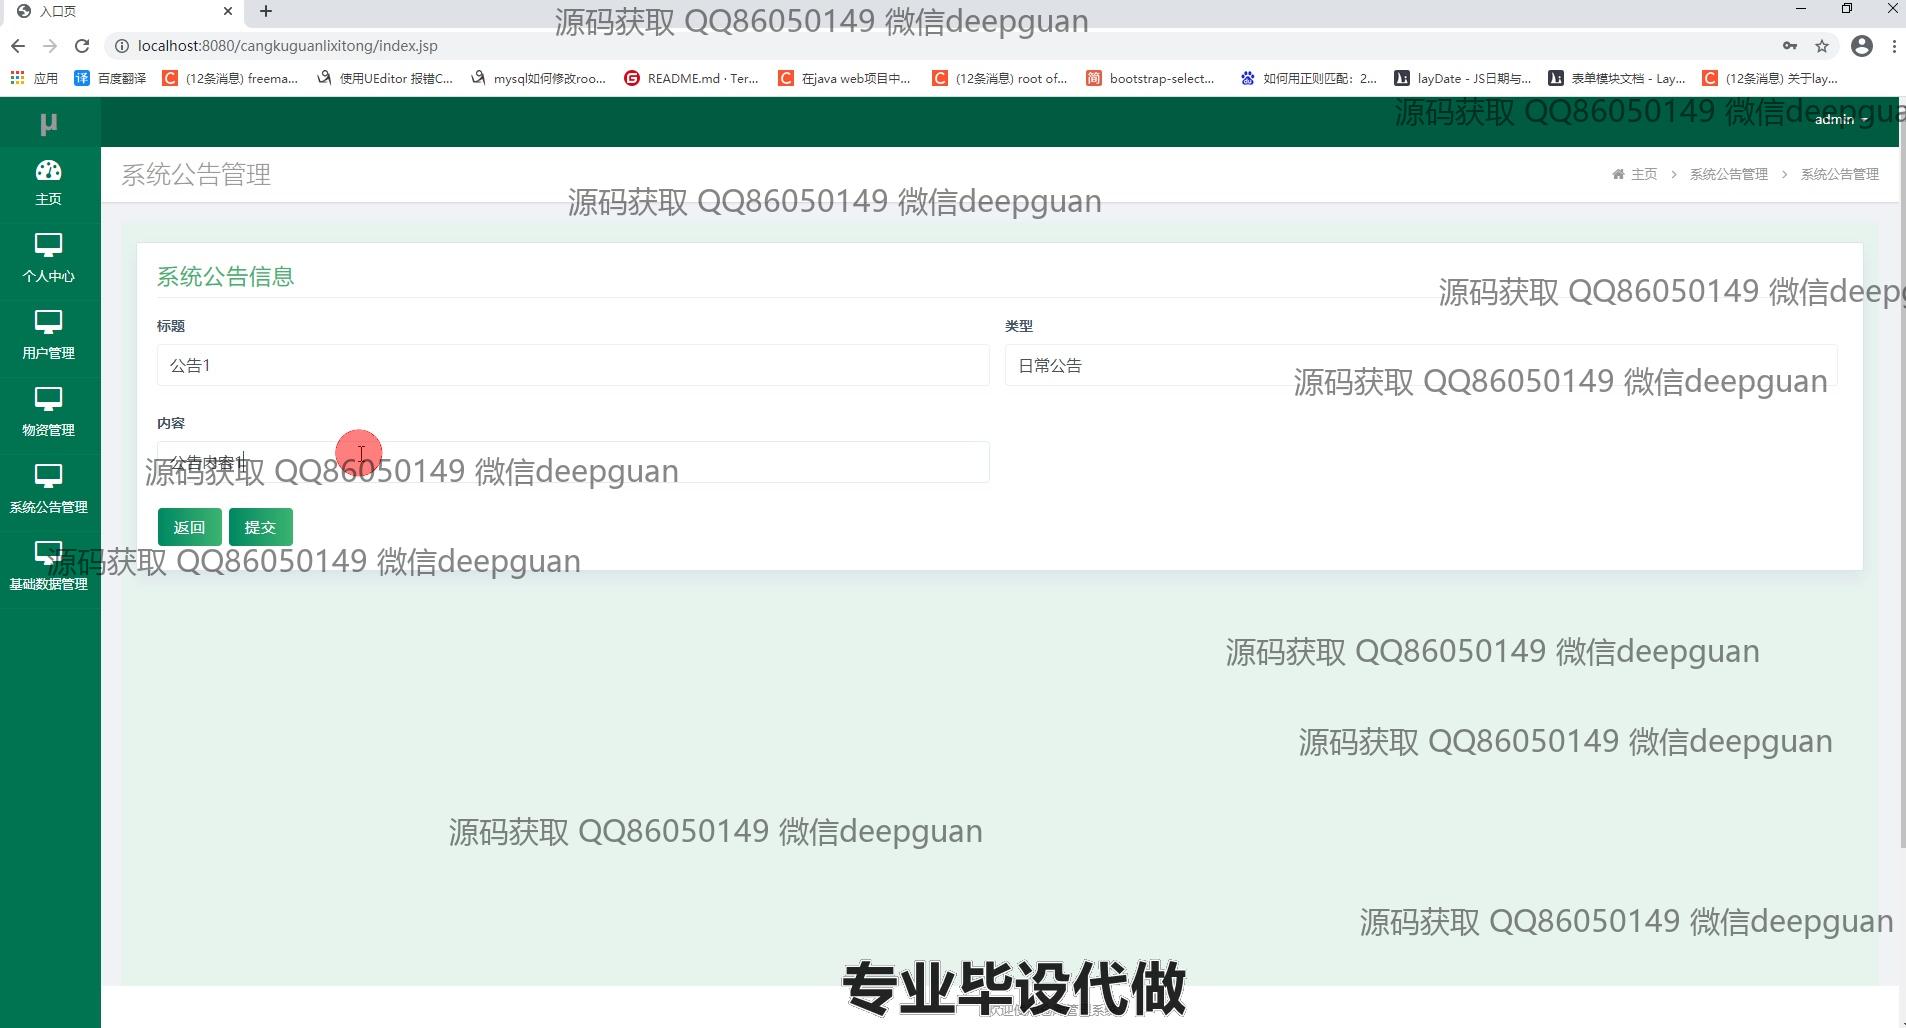 入口页
源码获取 QQ86050149 微信deepguan
localhost:8080/cangkuguanlixitong/index.jsp
应用 百度翻译 (12条消息) freema... 使用UEditor 报错C... mysql如何修改roo... README.md · Ter... 在java web项目中... (12条消息) root of... bootstrap-select... 如何用正则匹配：2... layDate - JS日期与... 表单模块文档 - Lay... (12条消息) 关于lay...
μ
源码获取 QQ86050149 微信deepgua
admin
系统公告管理
主页 > 系统公告管理 > 系统公告管理
源码获取 QQ86050149 微信deepguan
主页
个人中心
用户管理
物资管理
系统公告管理
基础数据管理
系统公告信息
源码获取 QQ86050149 微信deepg
标题
类型
公告1
日常公告
源码获取 QQ86050149 微信deepguan
内容
公告内容1
源码获取 QQ86050149 微信deepguan
返回
提交
源码获取 QQ86050149 微信deepguan
源码获取 QQ86050149 微信deepguan
源码获取 QQ86050149 微信deepguan
源码获取 QQ86050149 微信deepguan
源码获取 QQ86050149 微信deepguan
专业毕设代做